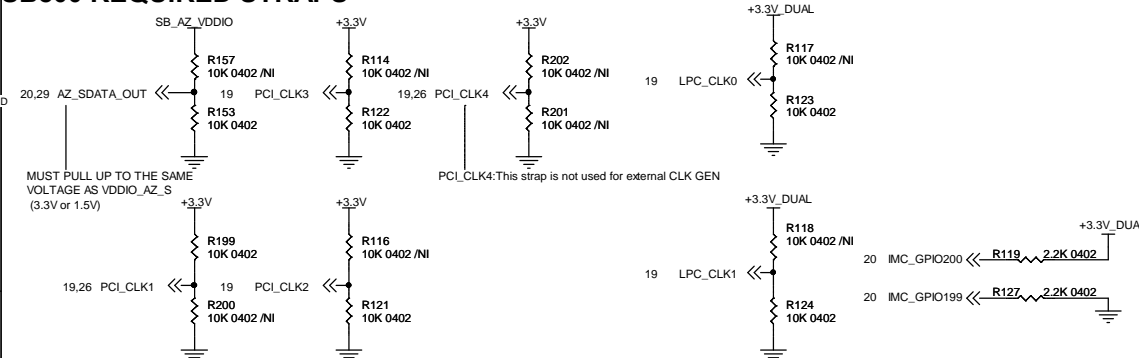 SB_AZ_VDDIO
R157
10K 0402 /NI
20,29 AZ_SDATA_OUT
R153
10K 0402
MUST PULL UP TO THE SAME
VOLTAGE AS VDDIO_AZ_S
(3.3V or 1.5V)
+3.3V
R114
10K 0402 /NI
19 PCI_CLK3
R122
10K 0402
+3.3V
R202
10K 0402 /NI
19,26 PCI_CLK4
R201
10K 0402 /NI
PCI_CLK4:This strap is not used for external CLK GEN
+3.3V_DUAL
R117
10K 0402 /NI
19 LPC_CLK0
R123
10K 0402
+3.3V
R199
10K 0402
19,26 PCI_CLK1
R200
10K 0402 /NI
+3.3V
R116
10K 0402 /NI
19 PCI_CLK2
R121
10K 0402
+3.3V_DUAL
R118
10K 0402 /NI
19 LPC_CLK1
R124
10K 0402
+3.3V_DUA
20 IMC_GPIO200 R119 2.2K 0402
20 IMC_GPIO199 R127 2.2K 0402
D